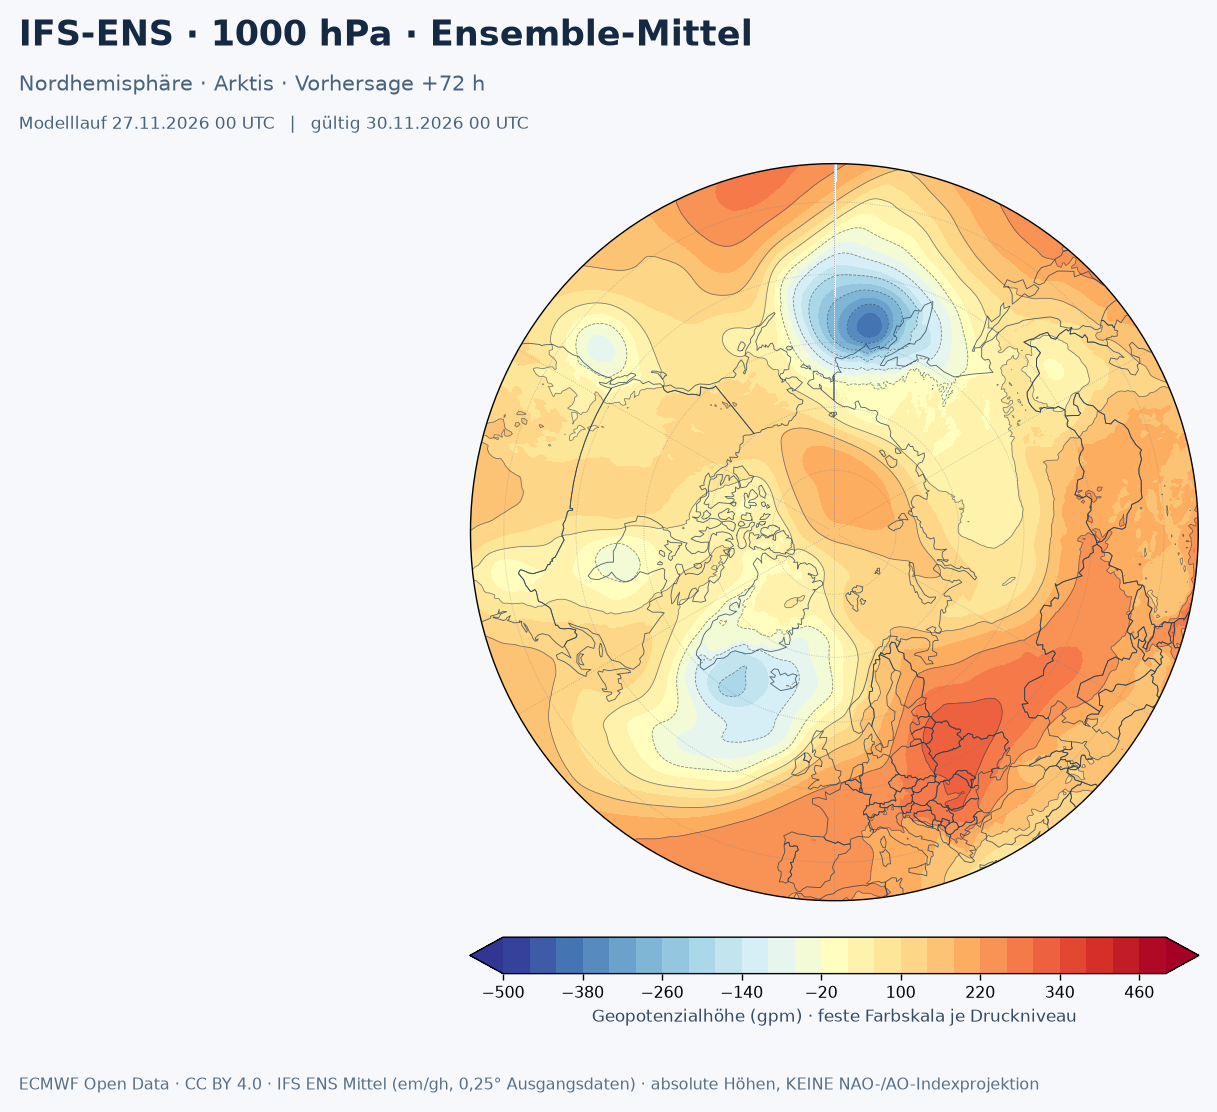 IFS-ENS · 1000 hPa · Ensemble-Mittel
Nordhemisphäre · Arktis · Vorhersage +72 h
Modelllauf 27.11.2026 00 UTC | gültig 30.11.2026 00 UTC
−500 −380 −260 −140 −20 100 220 340 460
Geopotenzialhöhe (gpm) · feste Farbskala je Druckniveau
ECMWF Open Data · CC BY 4.0 · IFS ENS Mittel (em/gh, 0,25° Ausgangsdaten) · absolute Höhen, KEINE NAO-/AO-Indexprojektion